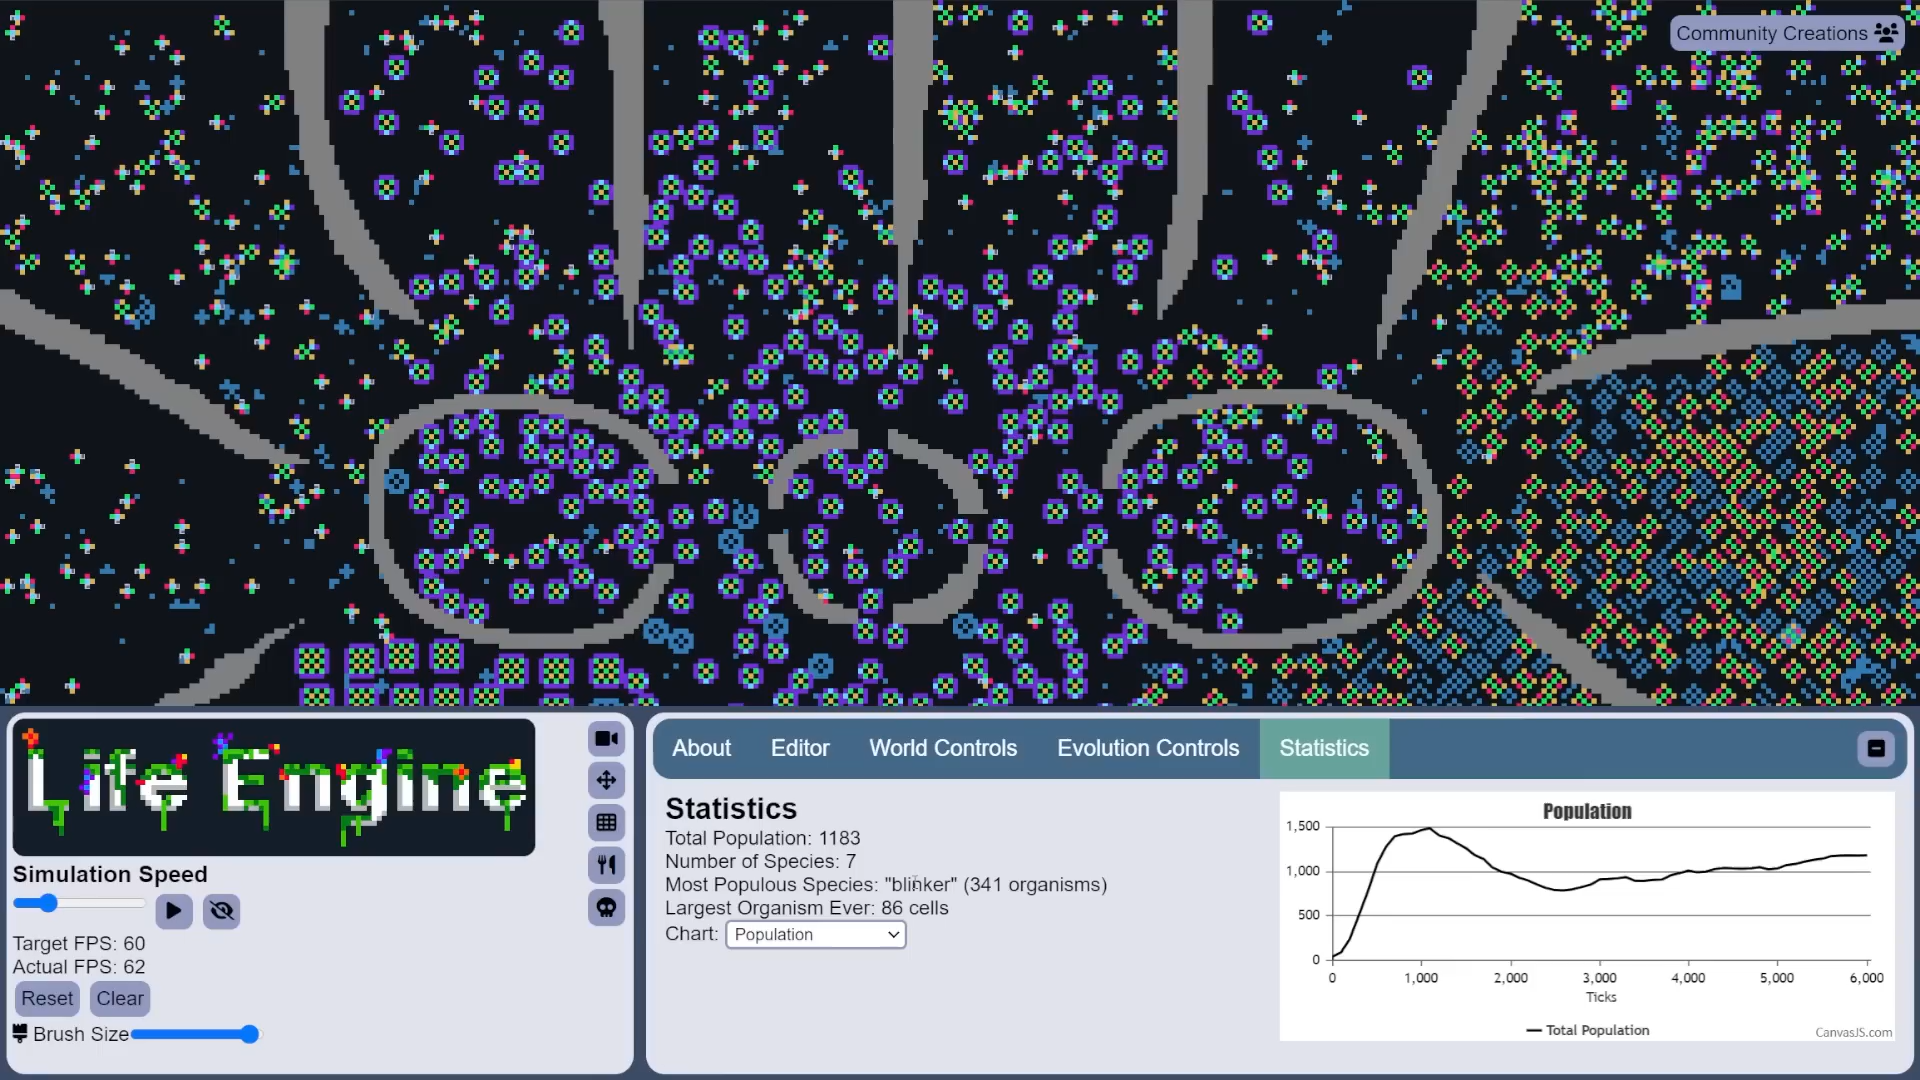 Community Creations
Life Engine
Simulation Speed
Target FPS: 60
Actual FPS: 62
Reset
Clear
Brush Size
About
Editor
World Controls
Evolution Controls
Statistics
Statistics
Total Population: 1183
Number of Species: 7
Most Populous Species: "blinker" (341 organisms)
Largest Organism Ever: 86 cells
Chart: Population
Population
1,500
1,000
500
0
0 1,000 2,000 3,000 4,000 5,000 6,000
Ticks
Total Population
CanvasJS.com